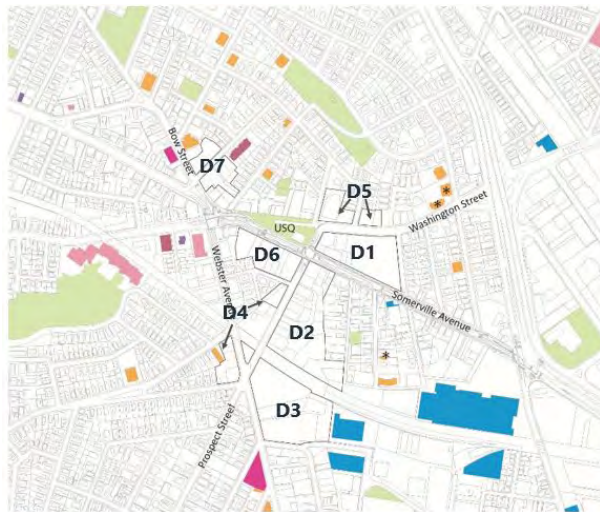 Bow Street
D7
D5
Washington Street
USQ
D1
D6
Webster Avenue
Somerville Avenue
D4
D2
*
*
*
D3
Prospect Street